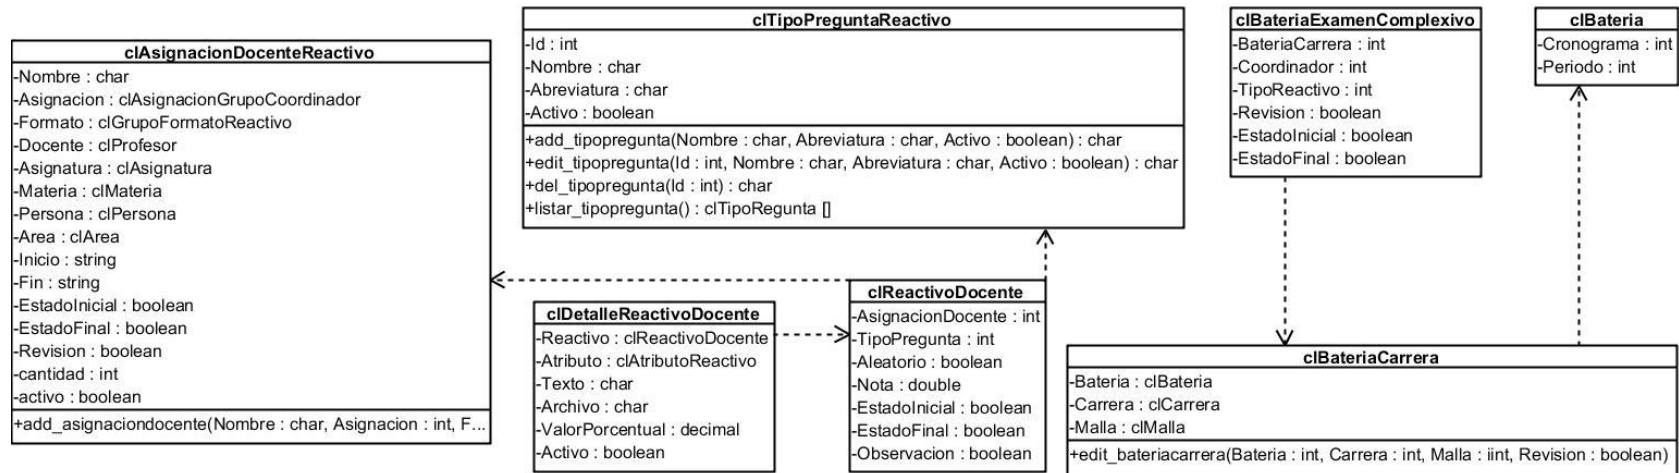 clAsignacionDocenteReactivo
-Nombre : char
-Asignacion : clAsignacionGrupoCoordinador
-Formato : clGrupoFormatoReactivo
-Docente : clProfesor
-Asignatura : clAsignatura
-Materia : clMateria
-Persona : clPersona
-Area : clArea
-Inicio : string
-Fin : string
-EstadoInicial : boolean
-EstadoFinal : boolean
-Revision : boolean
-cantidad : int
-activo : boolean
+add_asignaciondocente(Nombre : char, Asignacion : int, F...
clTipoPreguntaReactivo
-Id : int
-Nombre : char
-Abreviatura : char
-Activo : boolean
+add_tipopregunta(Nombre : char, Abreviatura : char, Activo : boolean) : char
+edit_tipopregunta(Id : int, Nombre : char, Abreviatura : char, Activo : boolean) : char
+del_tipopregunta(Id : int) : char
+listar_tipopregunta() : clTipoRegunta []
clDetalleReactivoDocente
-Reactivo : clReactivoDocente
-Atributo : clAtributoReactivo
-Texto : char
-Archivo : char
-ValorPorcentual : decimal
-Activo : boolean
clReactivoDocente
-AsignacionDocente : int
-TipoPregunta : int
-Aleatorio : boolean
-Nota : double
-EstadoInicial : boolean
-EstadoFinal : boolean
-Observacion : boolean
clBateriaExamenComplexivo
-BateriaCarrera : int
-Coordinador : int
-TipoReactivo : int
-Revision : boolean
-EstadoInicial : boolean
-EstadoFinal : boolean
clBateria
-Cronograma : int
-Periodo : int
clBateriaCarrera
-Bateria : clBateria
-Carrera : clCarrera
-Malla : clMalla
+edit_bateriacarrera(Bateria : int, Carrera : int, Malla : iint, Revision : boolean)